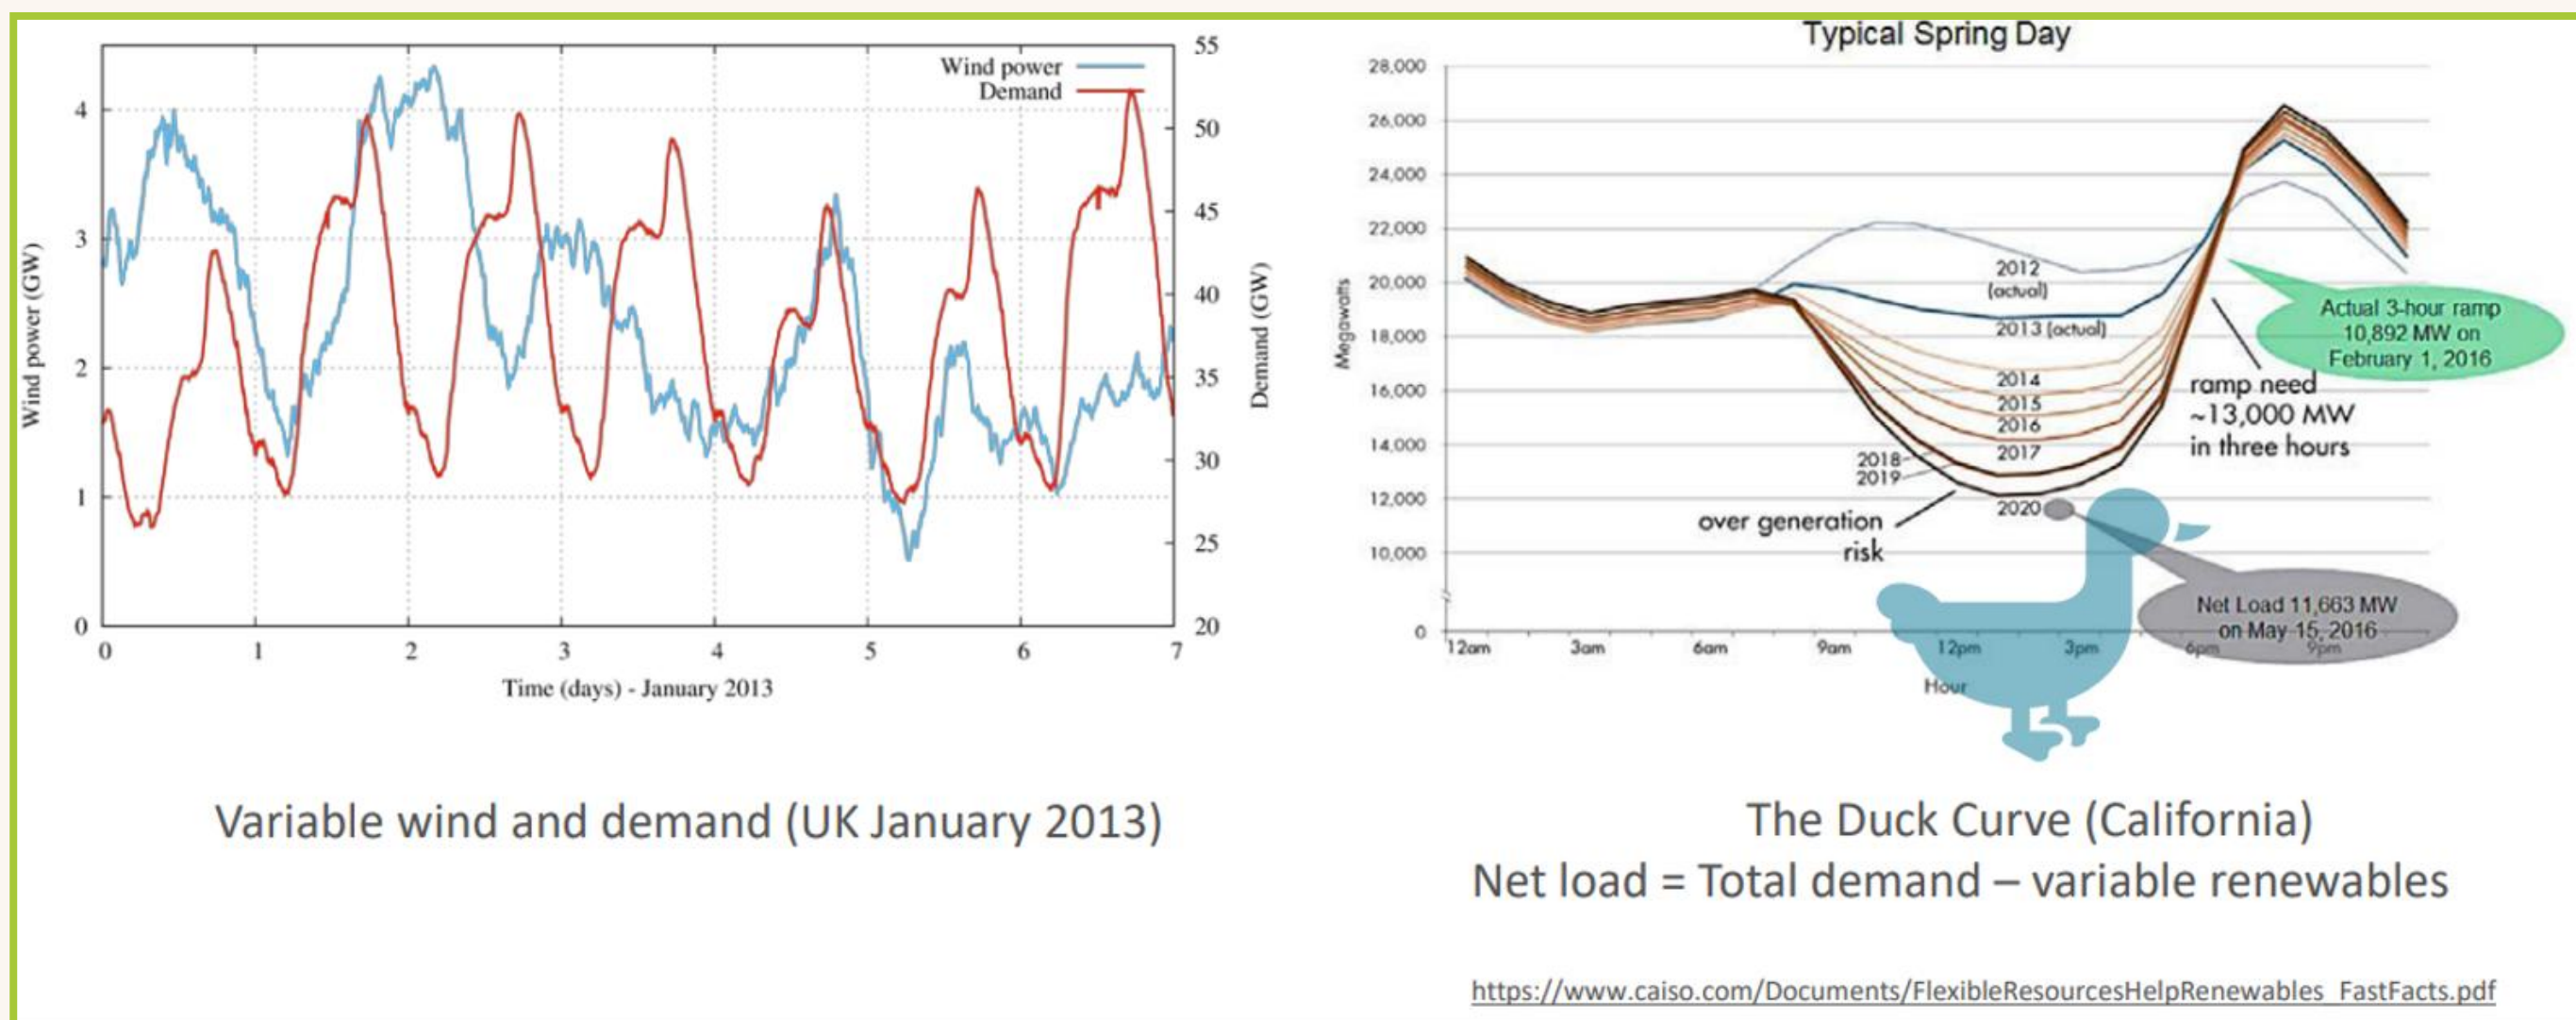 Wind power
Demand
4
3
2
1
0
Wind power (GW)
55
50
45
40
35
30
25
20
Demand (GW)
0 1 2 3 4 5 6 7
Time (days) - January 2013
Variable wind and demand (UK January 2013)
Typical Spring Day
28,000
26,000
24,000
22,000
20,000
18,000
16,000
14,000
12,000
10,000
0
Megawatts
2012
(actual)
2013 (actual)
2014
2015
2016
2017
2018
2019
2020
over generation
risk
ramp need
~13,000 MW
in three hours
Actual 3-hour ramp
10,892 MW on
February 1, 2016
Net Load 11,663 MW
on May 15, 2016
12am 3am 6am 9am 12pm 3pm 6pm 9pm
Hour
The Duck Curve (California)
Net load = Total demand – variable renewables
https://www.caiso.com/Documents/FlexibleResourcesHelpRenewables_FastFacts.pdf